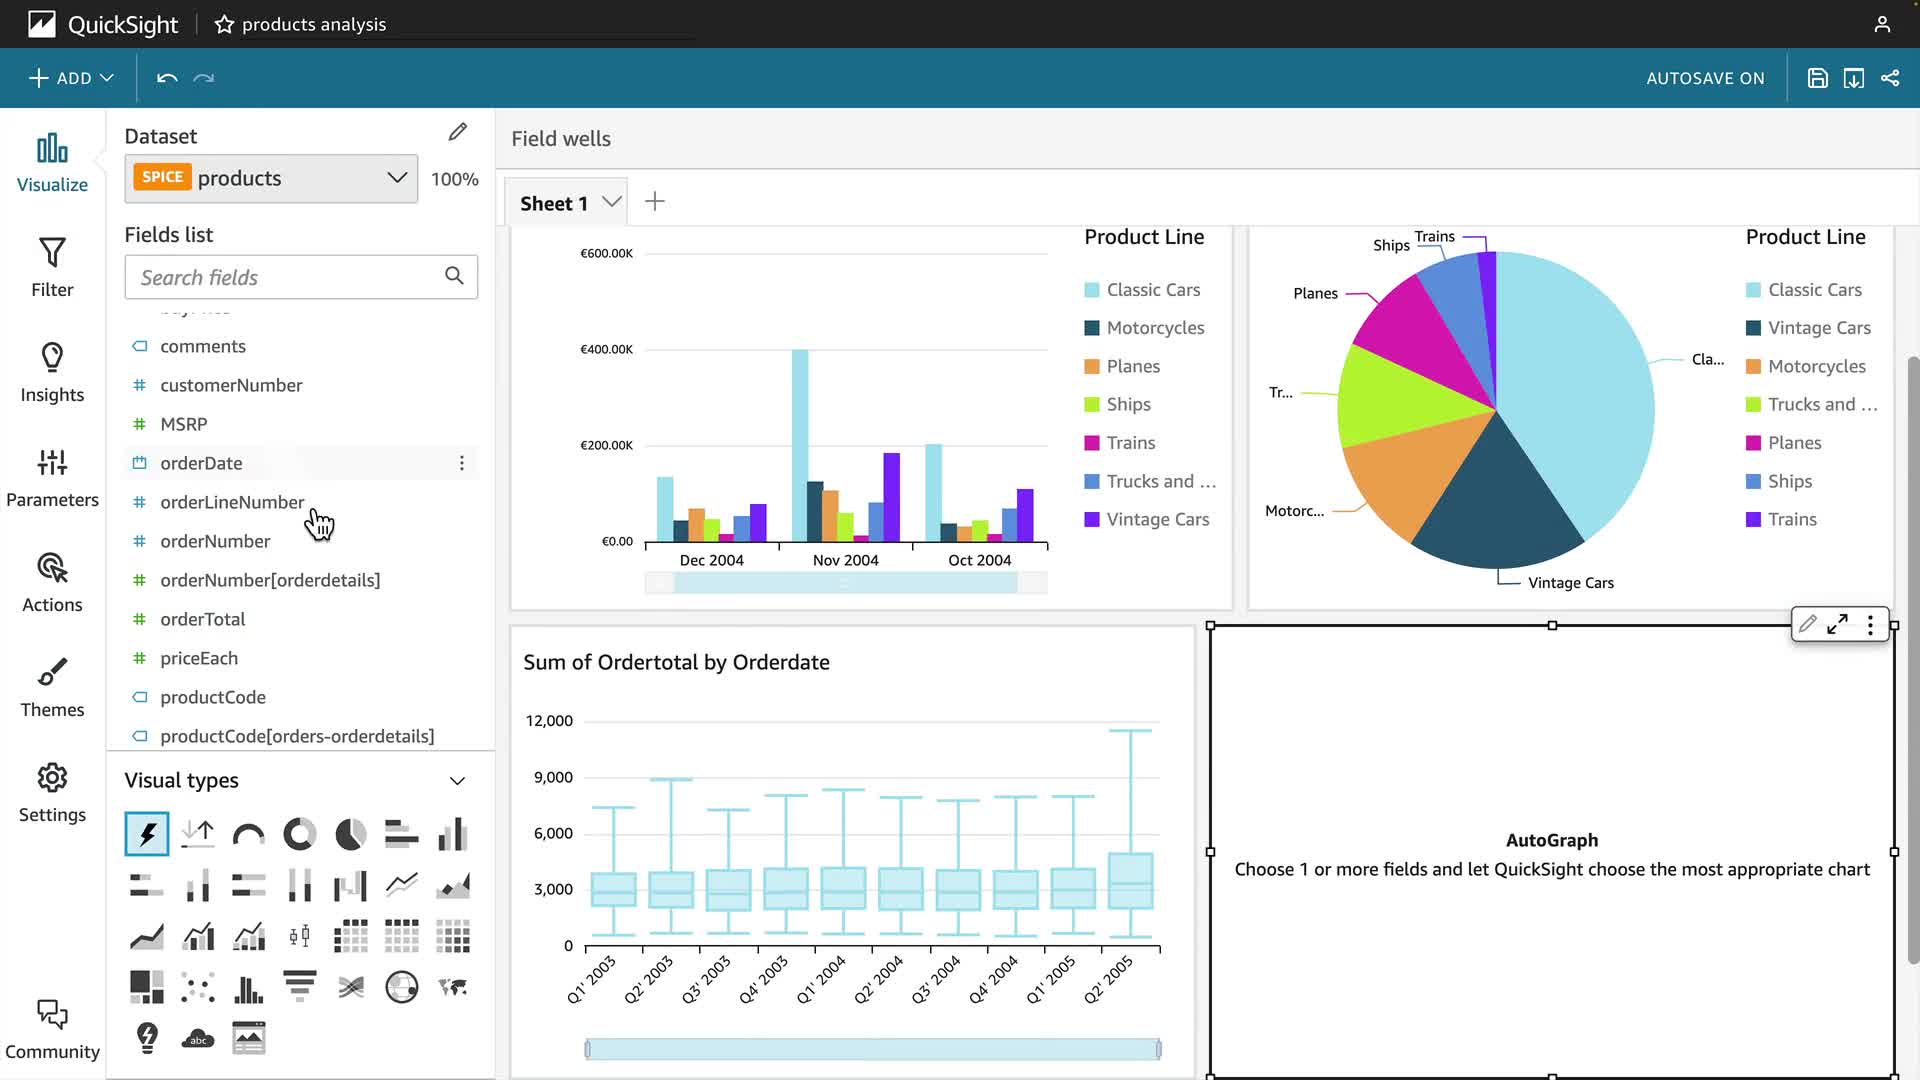 QuickSight
products analysis
ADD
AUTOSAVE ON
Visualize
Filter
Insights
Parameters
Actions
Themes
Settings
Community
Dataset
SPICE products
100%
Fields list
Search fields
comments
customerNumber
MSRP
orderDate
orderLineNumber
orderNumber
orderNumber[orderdetails]
orderTotal
priceEach
productCode
productCode[orders-orderdetails]
Visual types
abc
Field wells
Sheet 1
€600.00K
€400.00K
€200.00K
€0.00
Dec 2004
Nov 2004
Oct 2004
Product Line
Classic Cars
Motorcycles
Planes
Ships
Trains
Trucks and ...
Vintage Cars
Trains
Ships
Planes
Tr...
Motorc...
Cla...
Vintage Cars
Product Line
Classic Cars
Vintage Cars
Motorcycles
Trucks and ...
Planes
Ships
Trains
Sum of Ordertotal by Orderdate
12,000
9,000
6,000
3,000
0
Q1' 2003
Q2' 2003
Q3' 2003
Q4' 2003
Q1' 2004
Q2' 2004
Q3' 2004
Q4' 2004
Q1' 2005
Q2' 2005
AutoGraph
Choose 1 or more fields and let QuickSight choose the most appropriate chart